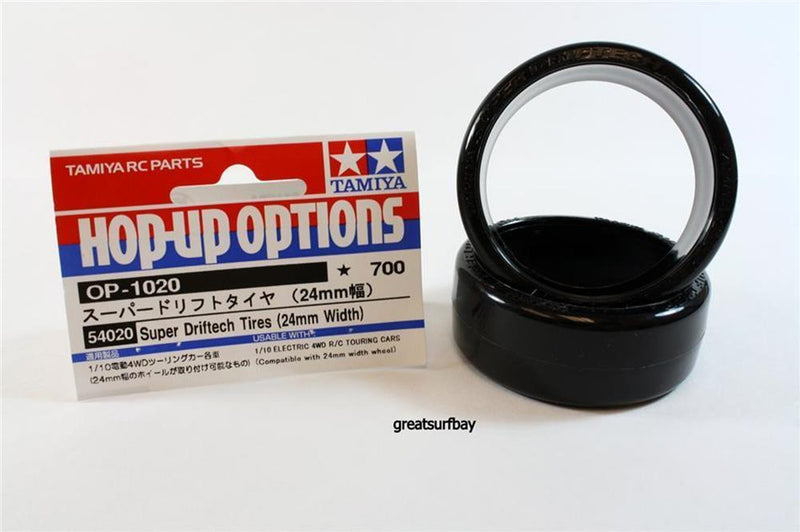 TAMIYA RC PARTS
TAMIYA
HOP-UP OPTIONS
OP-1020
★ 700
スーパードリフトタイヤ (24mm幅)
54020 Super Driftech Tires (24mm Width)
適用製品
USABLE WITH
1/10電動4WDツーリングカー各車
1/10 ELECTRIC 4WD R/C TOURING CARS
(24mm幅のホイールが取り付け可能なもの)
(Compatible with 24mm width wheel)
greatsurfbay